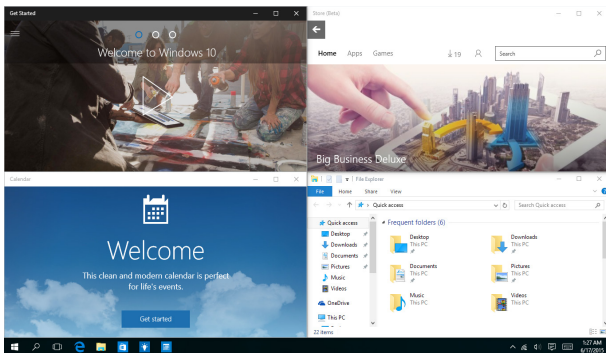 Get Started
Welcome to Windows 10
Store (Beta)
Home Apps Games 19 Search
Big Business Deluxe
Calendar
Welcome
This clean and modern calendar is perfect
for life's events.
Get started
File Explorer
File Home Share View
Quick access Search Quick access
Quick access
Desktop
Downloads
Documents
Pictures
Music
Videos
OneDrive
This PC
Frequent folders (6)
Desktop
This PC
Downloads
This PC
Documents
This PC
Pictures
This PC
Music
This PC
Videos
This PC
22 items
1:27 AM
6/17/2015